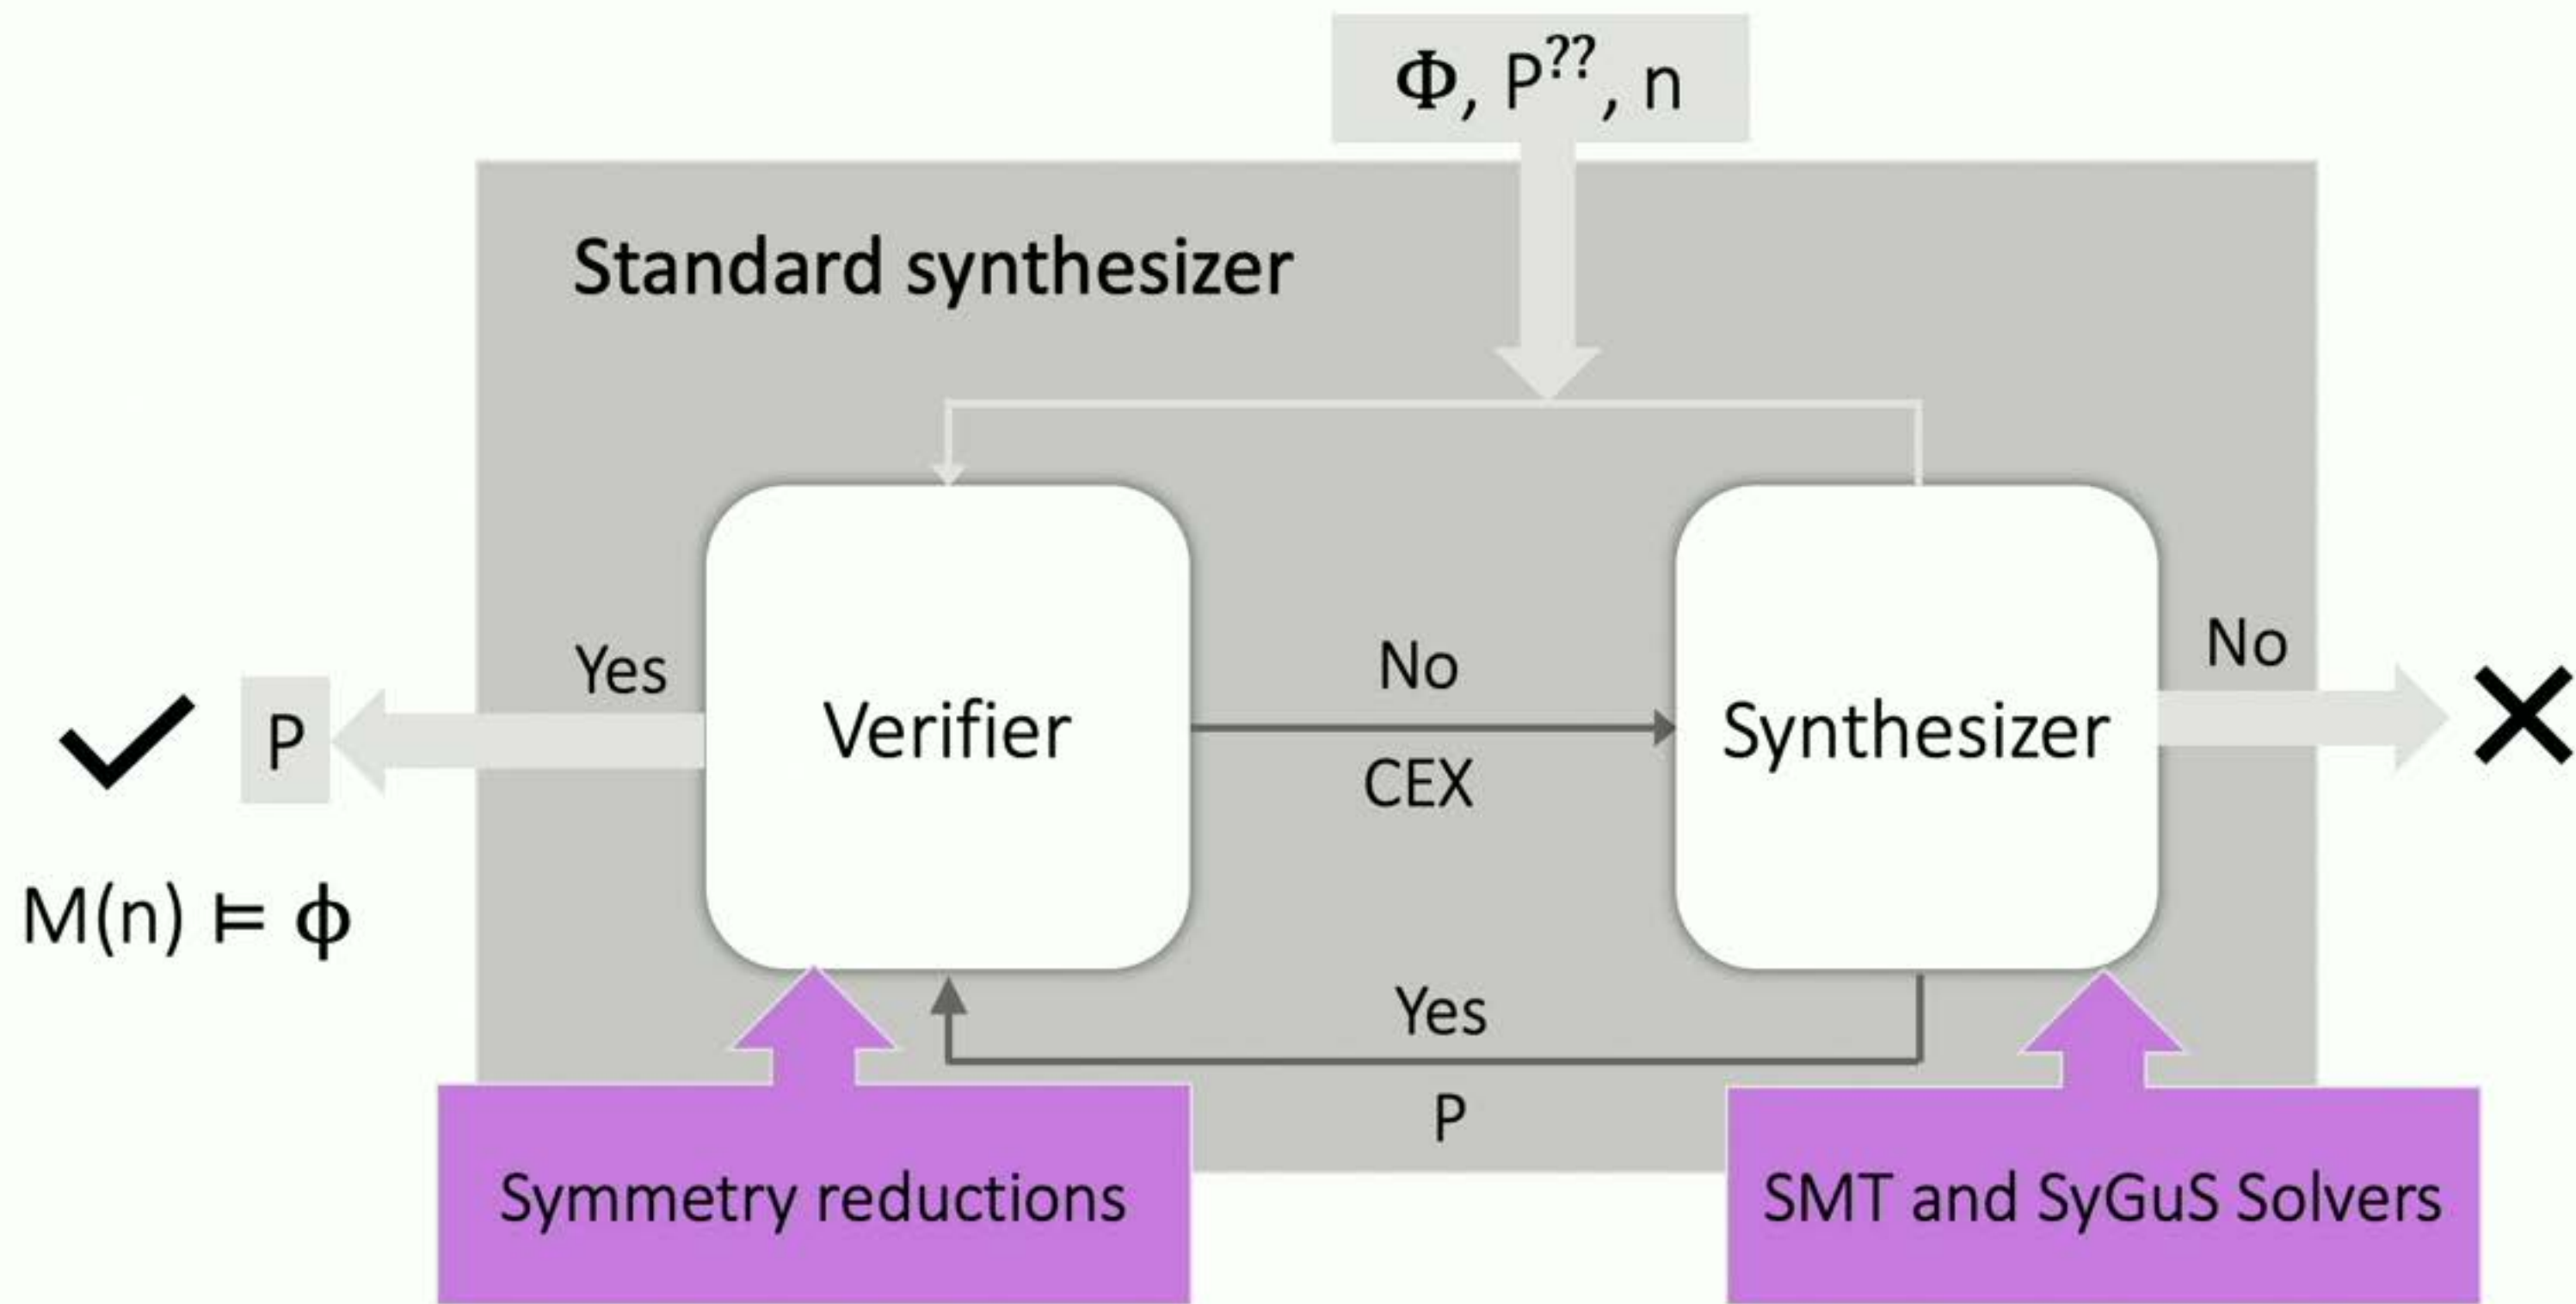 Φ, P??, n
Standard synthesizer
Yes
No
No
P
Verifier
Synthesizer
CEX
M(n) ⊨ ϕ
Yes
P
Symmetry reductions
SMT and SyGuS Solvers